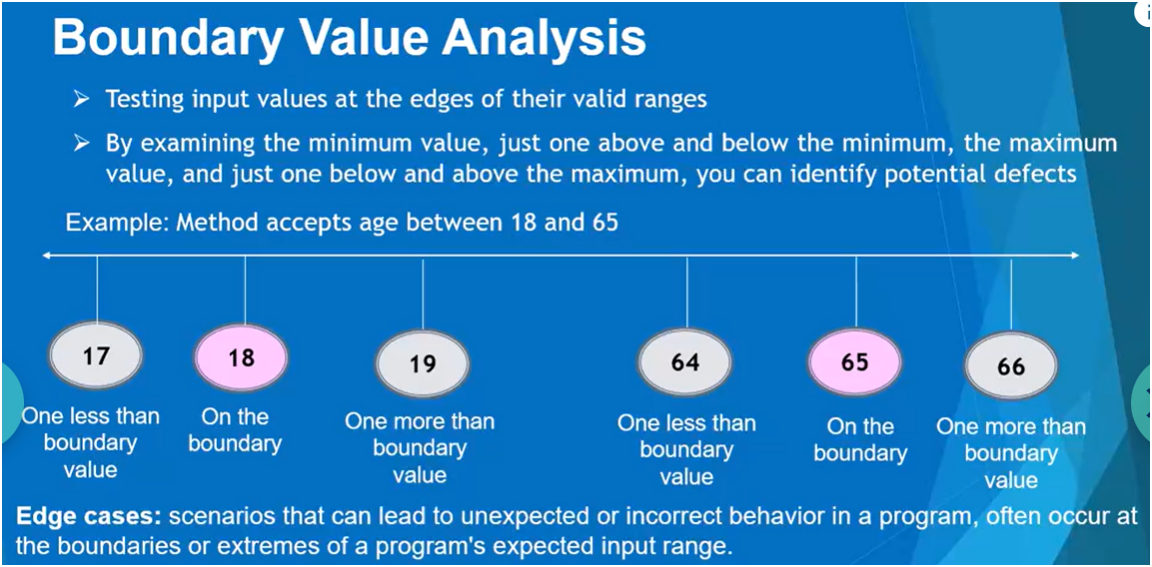 Boundary Value Analysis
➢ Testing input values at the edges of their valid ranges
➢ By examining the minimum value, just one above and below the minimum, the maximum
value, and just one below and above the maximum, you can identify potential defects
Example: Method accepts age between 18 and 65
17
18
19
64
65
66
One less than
boundary
value
On the
boundary
One more than
boundary
value
One less than
boundary
value
On the
boundary
One more than
boundary
value
Edge cases: scenarios that can lead to unexpected or incorrect behavior in a program, often occur at
the boundaries or extremes of a program's expected input range.